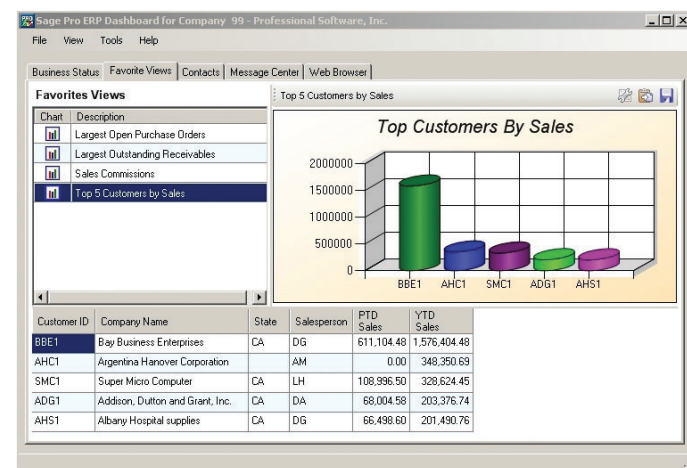 Sage Pro ERP Dashboard for Company 99 - Professional Software, Inc.
File View Tools Help
Business Status Favorite Views Contacts Message Center Web Browser
Favorites Views
Chart Description
Largest Open Purchase Orders
Largest Outstanding Receivables
Sales Commissions
Top 5 Customers by Sales
Top 5 Customers by Sales
Top Customers By Sales
2000000
1500000
1000000
500000
0
BBE1 AHC1 SMC1 ADG1 AHS1
Customer ID Company Name State Salesperson PTD Sales YTD Sales
BBE1 Bay Business Enterprises CA DG 611,104.48 1,576,404.48
AHC1 Argentina Hanover Corporation AM 0.00 348,350.69
SMC1 Super Micro Computer CA LH 108,996.50 328,624.45
ADG1 Addison, Dutton and Grant, Inc. CA DA 68,004.58 203,376.74
AHS1 Albany Hospital supplies CA DG 66,498.60 201,490.76